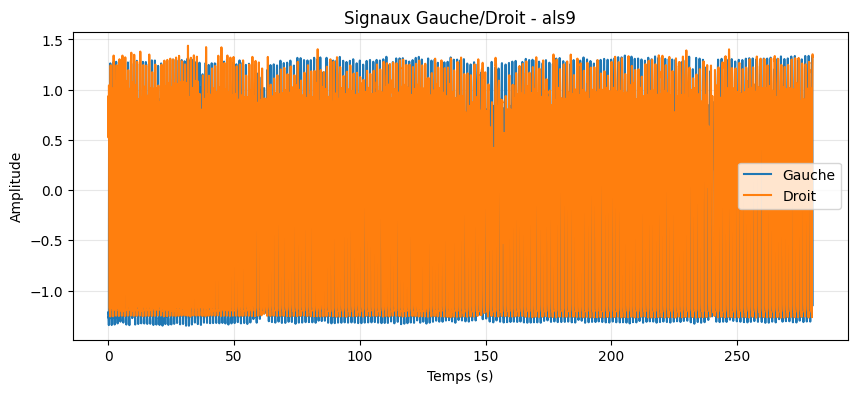 Signaux Gauche/Droit - als9
Amplitude
1.5
1.0
0.5
0.0
−0.5
−1.0
Gauche
Droit
0 50 100 150 200 250
Temps (s)